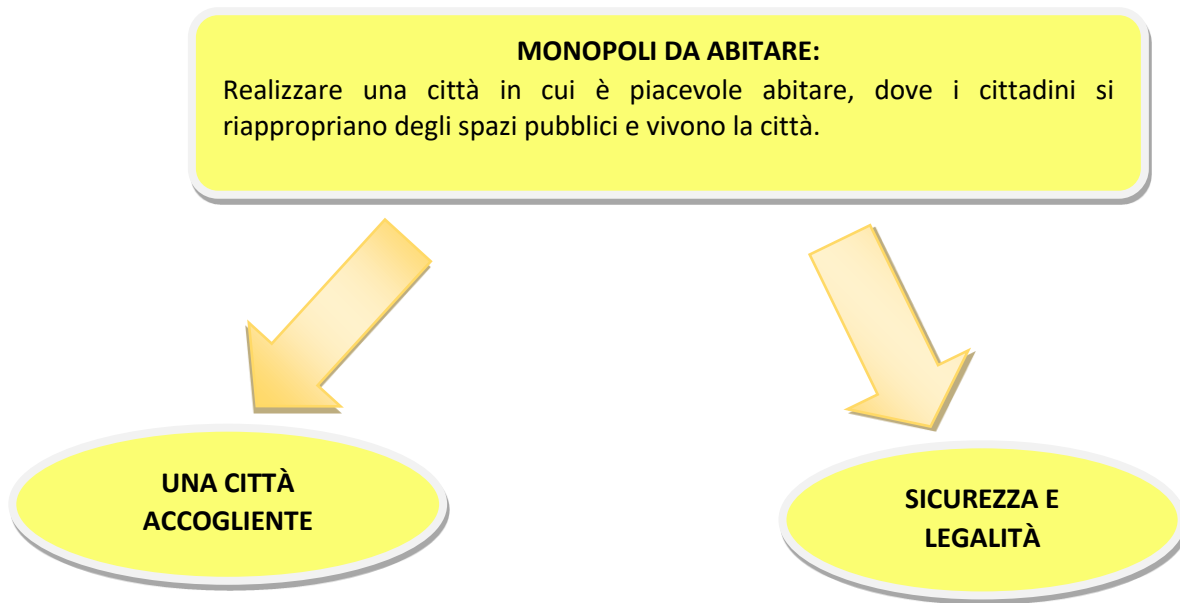 MONOPOLI DA ABITARE:
Realizzare una città in cui è piacevole abitare, dove i cittadini si
riappropriano degli spazi pubblici e vivono la città.
UNA CITTÀ
ACCOGLIENTE
SICUREZZA E
LEGALITÀ